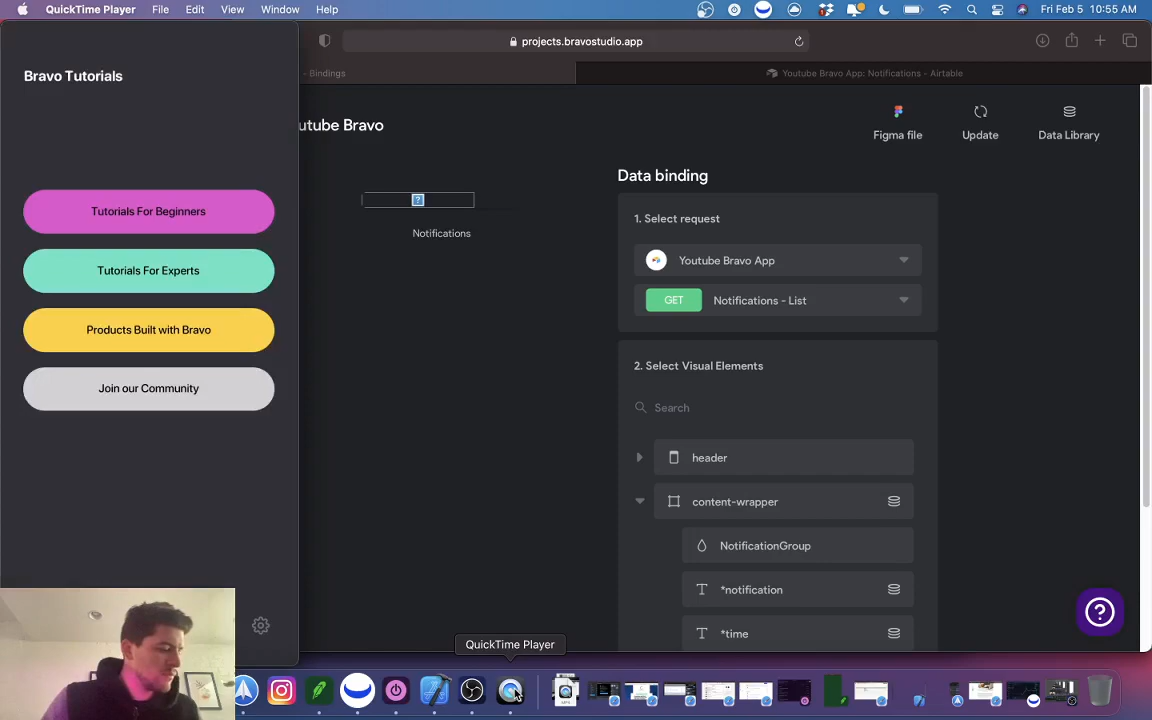 QuickTime Player File Edit View Window Help Fri Feb 5 10:55 AM
projects.bravostudio.app
- Bindings Youtube Bravo App: Notifications - Airtable
Bravo Tutorials
Tutorials For Beginners
Tutorials For Experts
Products Built with Bravo
Join our Community
utube Bravo
Figma file Update Data Library
?
Notifications
Data binding
1. Select request
Youtube Bravo App
GET Notifications - List
2. Select Visual Elements
Search
header
content-wrapper
NotificationGroup
*notification
*time
?
QuickTime Player